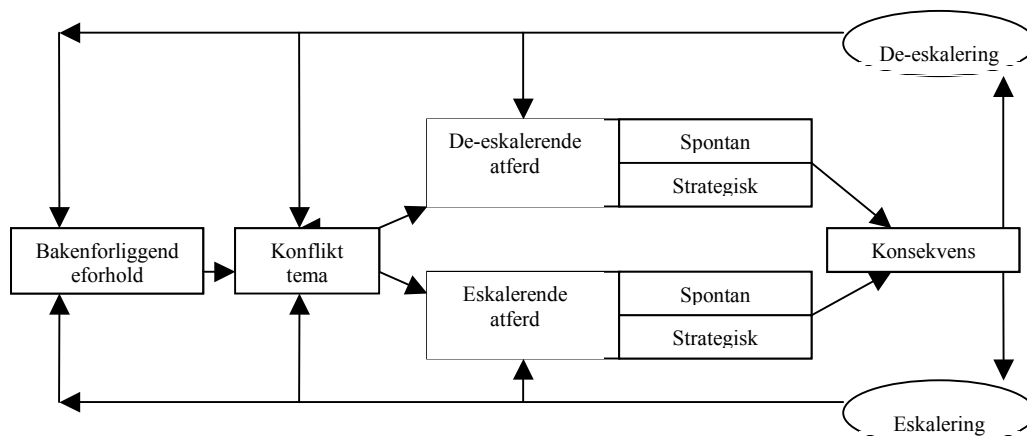 De-eskalering
De-eskalerende
atferd
Spontan
Strategisk
Bakenforliggend
eforhold
Konflikt
tema
Konsekvens
Eskalerende
atferd
Spontan
Strategisk
Eskalering